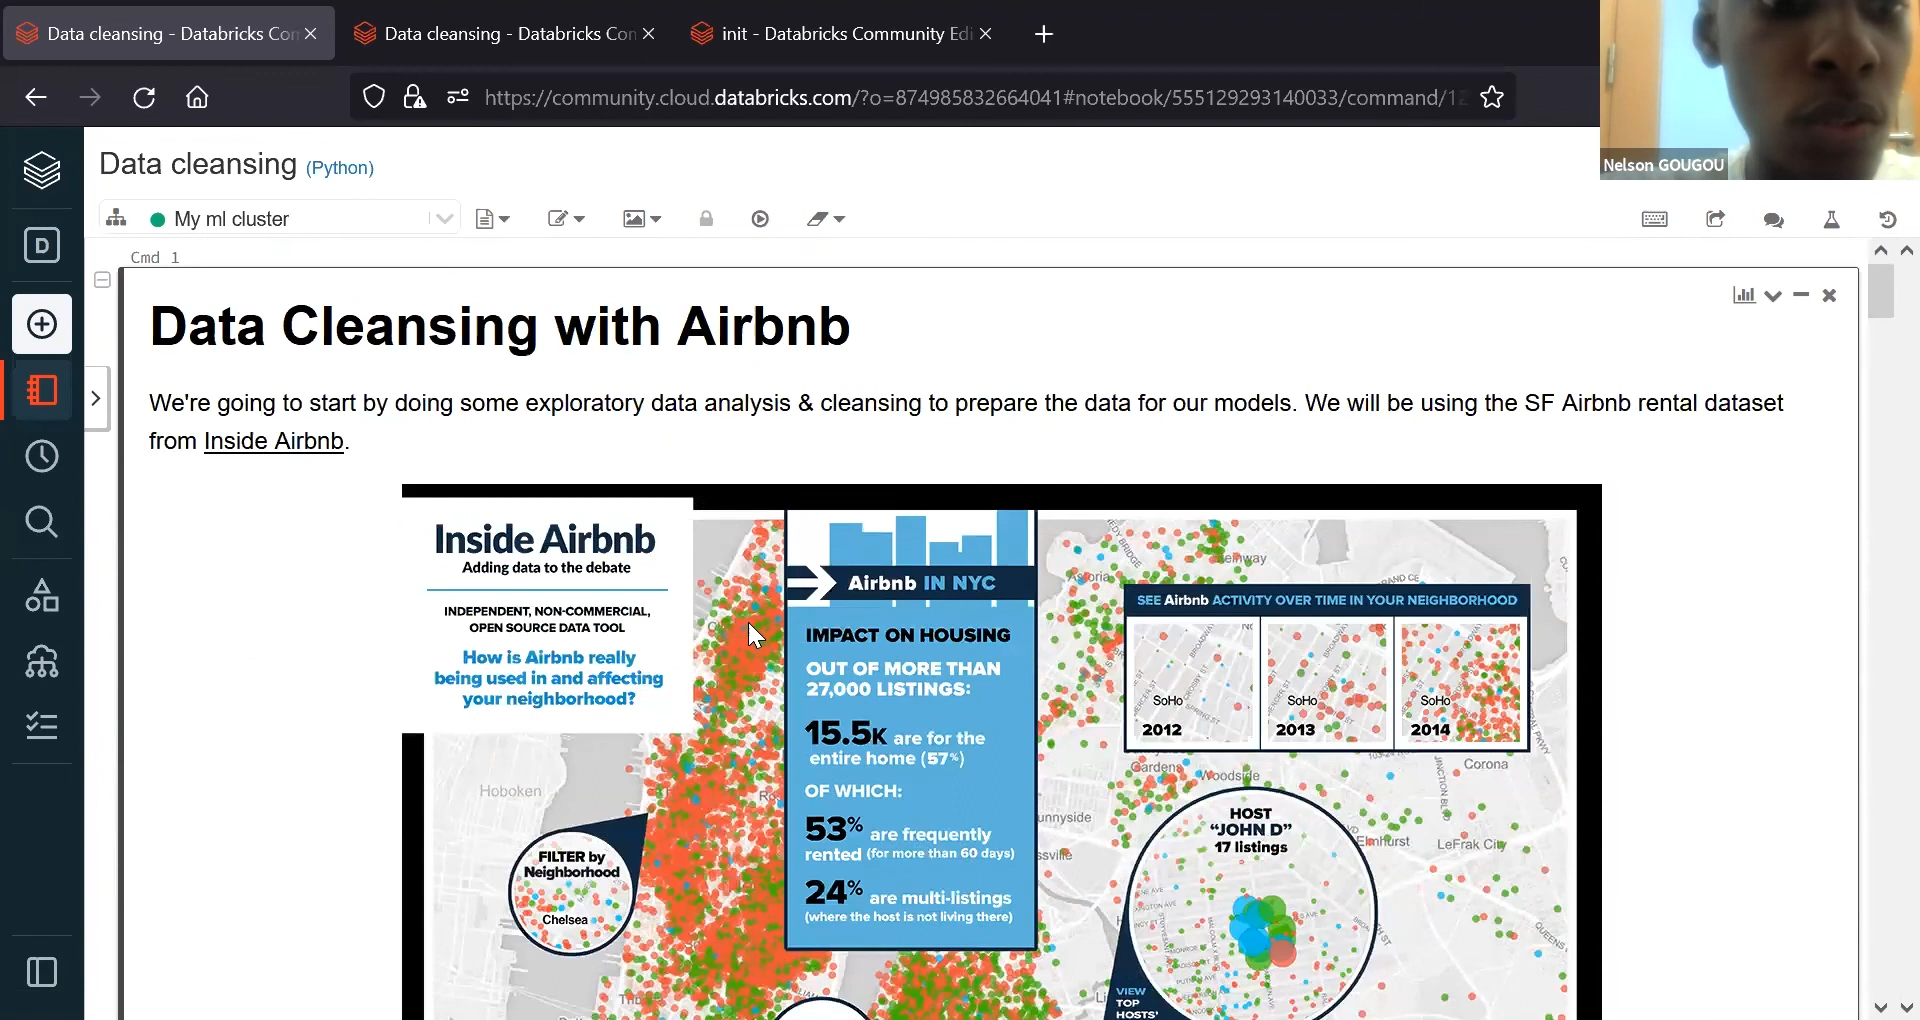 Data cleansing - Databricks Con
Data cleansing - Databricks Con
init - Databricks Community Edi
https://community.cloud.databricks.com/?o=874985832664041#notebook/555129293140033/command/12
Nelson GOUGOU
Data cleansing (Python)
My ml cluster
D
Cmd 1
Data Cleansing with Airbnb
We're going to start by doing some exploratory data analysis & cleansing to prepare the data for our models. We will be using the SF Airbnb rental dataset
from Inside Airbnb.
Inside Airbnb
Adding data to the debate
INDEPENDENT, NON-COMMERCIAL,
OPEN SOURCE DATA TOOL
How is Airbnb really
being used in and affecting
your neighborhood?
Airbnb IN NYC
IMPACT ON HOUSING
OUT OF MORE THAN
27,000 LISTINGS:
15.5K are for the
entire home (57%)
OF WHICH:
53% are frequently
rented (for more than 60 days)
24% are multi-listings
(where the host is not living there)
Astoria
SEE Airbnb ACTIVITY OVER TIME IN YOUR NEIGHBORHOOD
SoHo
2012
SoHo
2013
SoHo
2014
Gardens
Woodside
Corona
Hoboken
unnyside
Elmhurst
LeFrak City
HOST
"JOHN D"
17 listings
FILTER by
Neighborhood
Chelsea
VIEW
TOP
HOSTS'